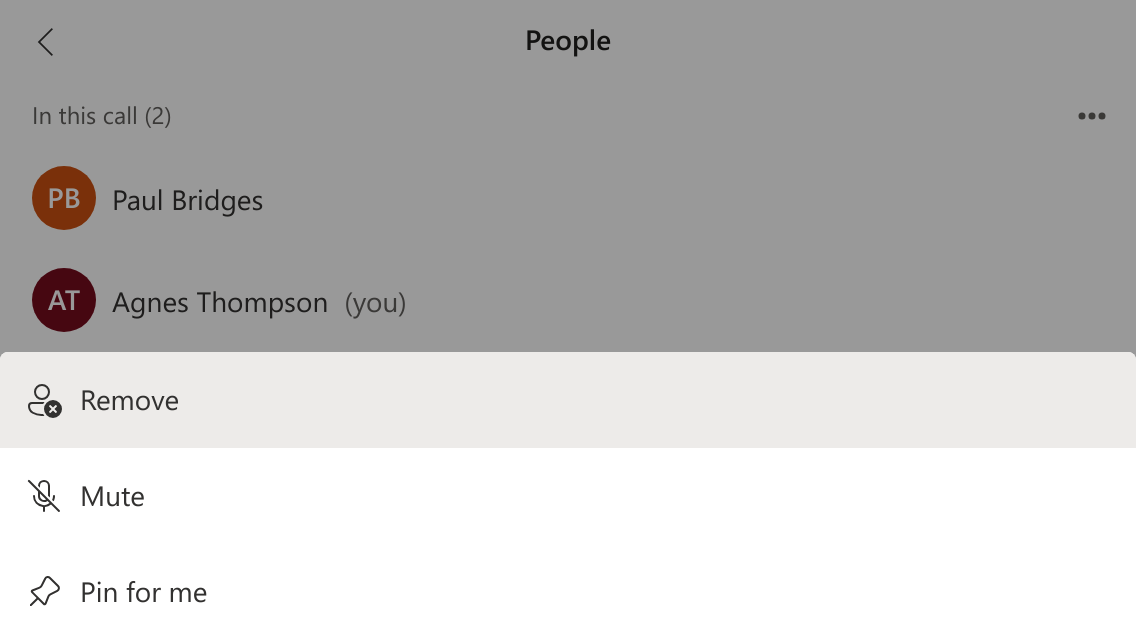 People
In this call (2)
PB Paul Bridges
AT Agnes Thompson (you)
Remove
Mute
Pin for me